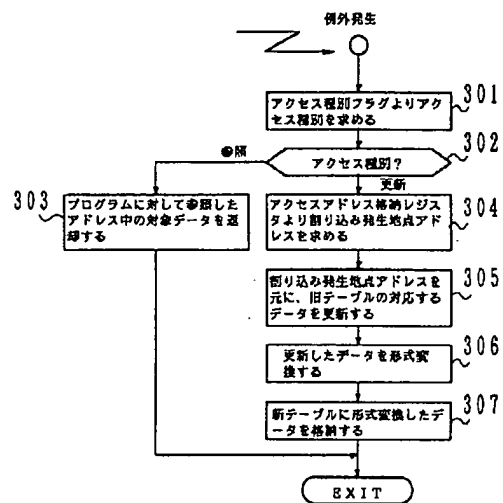 例外発生
301
アクセス種別フラグよりアク
セス種別を求める
302
アクセス種別?
参照
更新
303
プログラムに対して参照した
アドレス中の対象データを返
却する
304
アクセスアドレス格納レジス
タより割り込み発生地点アド
レスを求める
305
割り込み発生地点アドレスを
元に、旧テーブルの対応する
データを更新する
306
更新したデータを形式変
換する
307
新テーブルに形式変換したデ
ータを格納する
EXIT